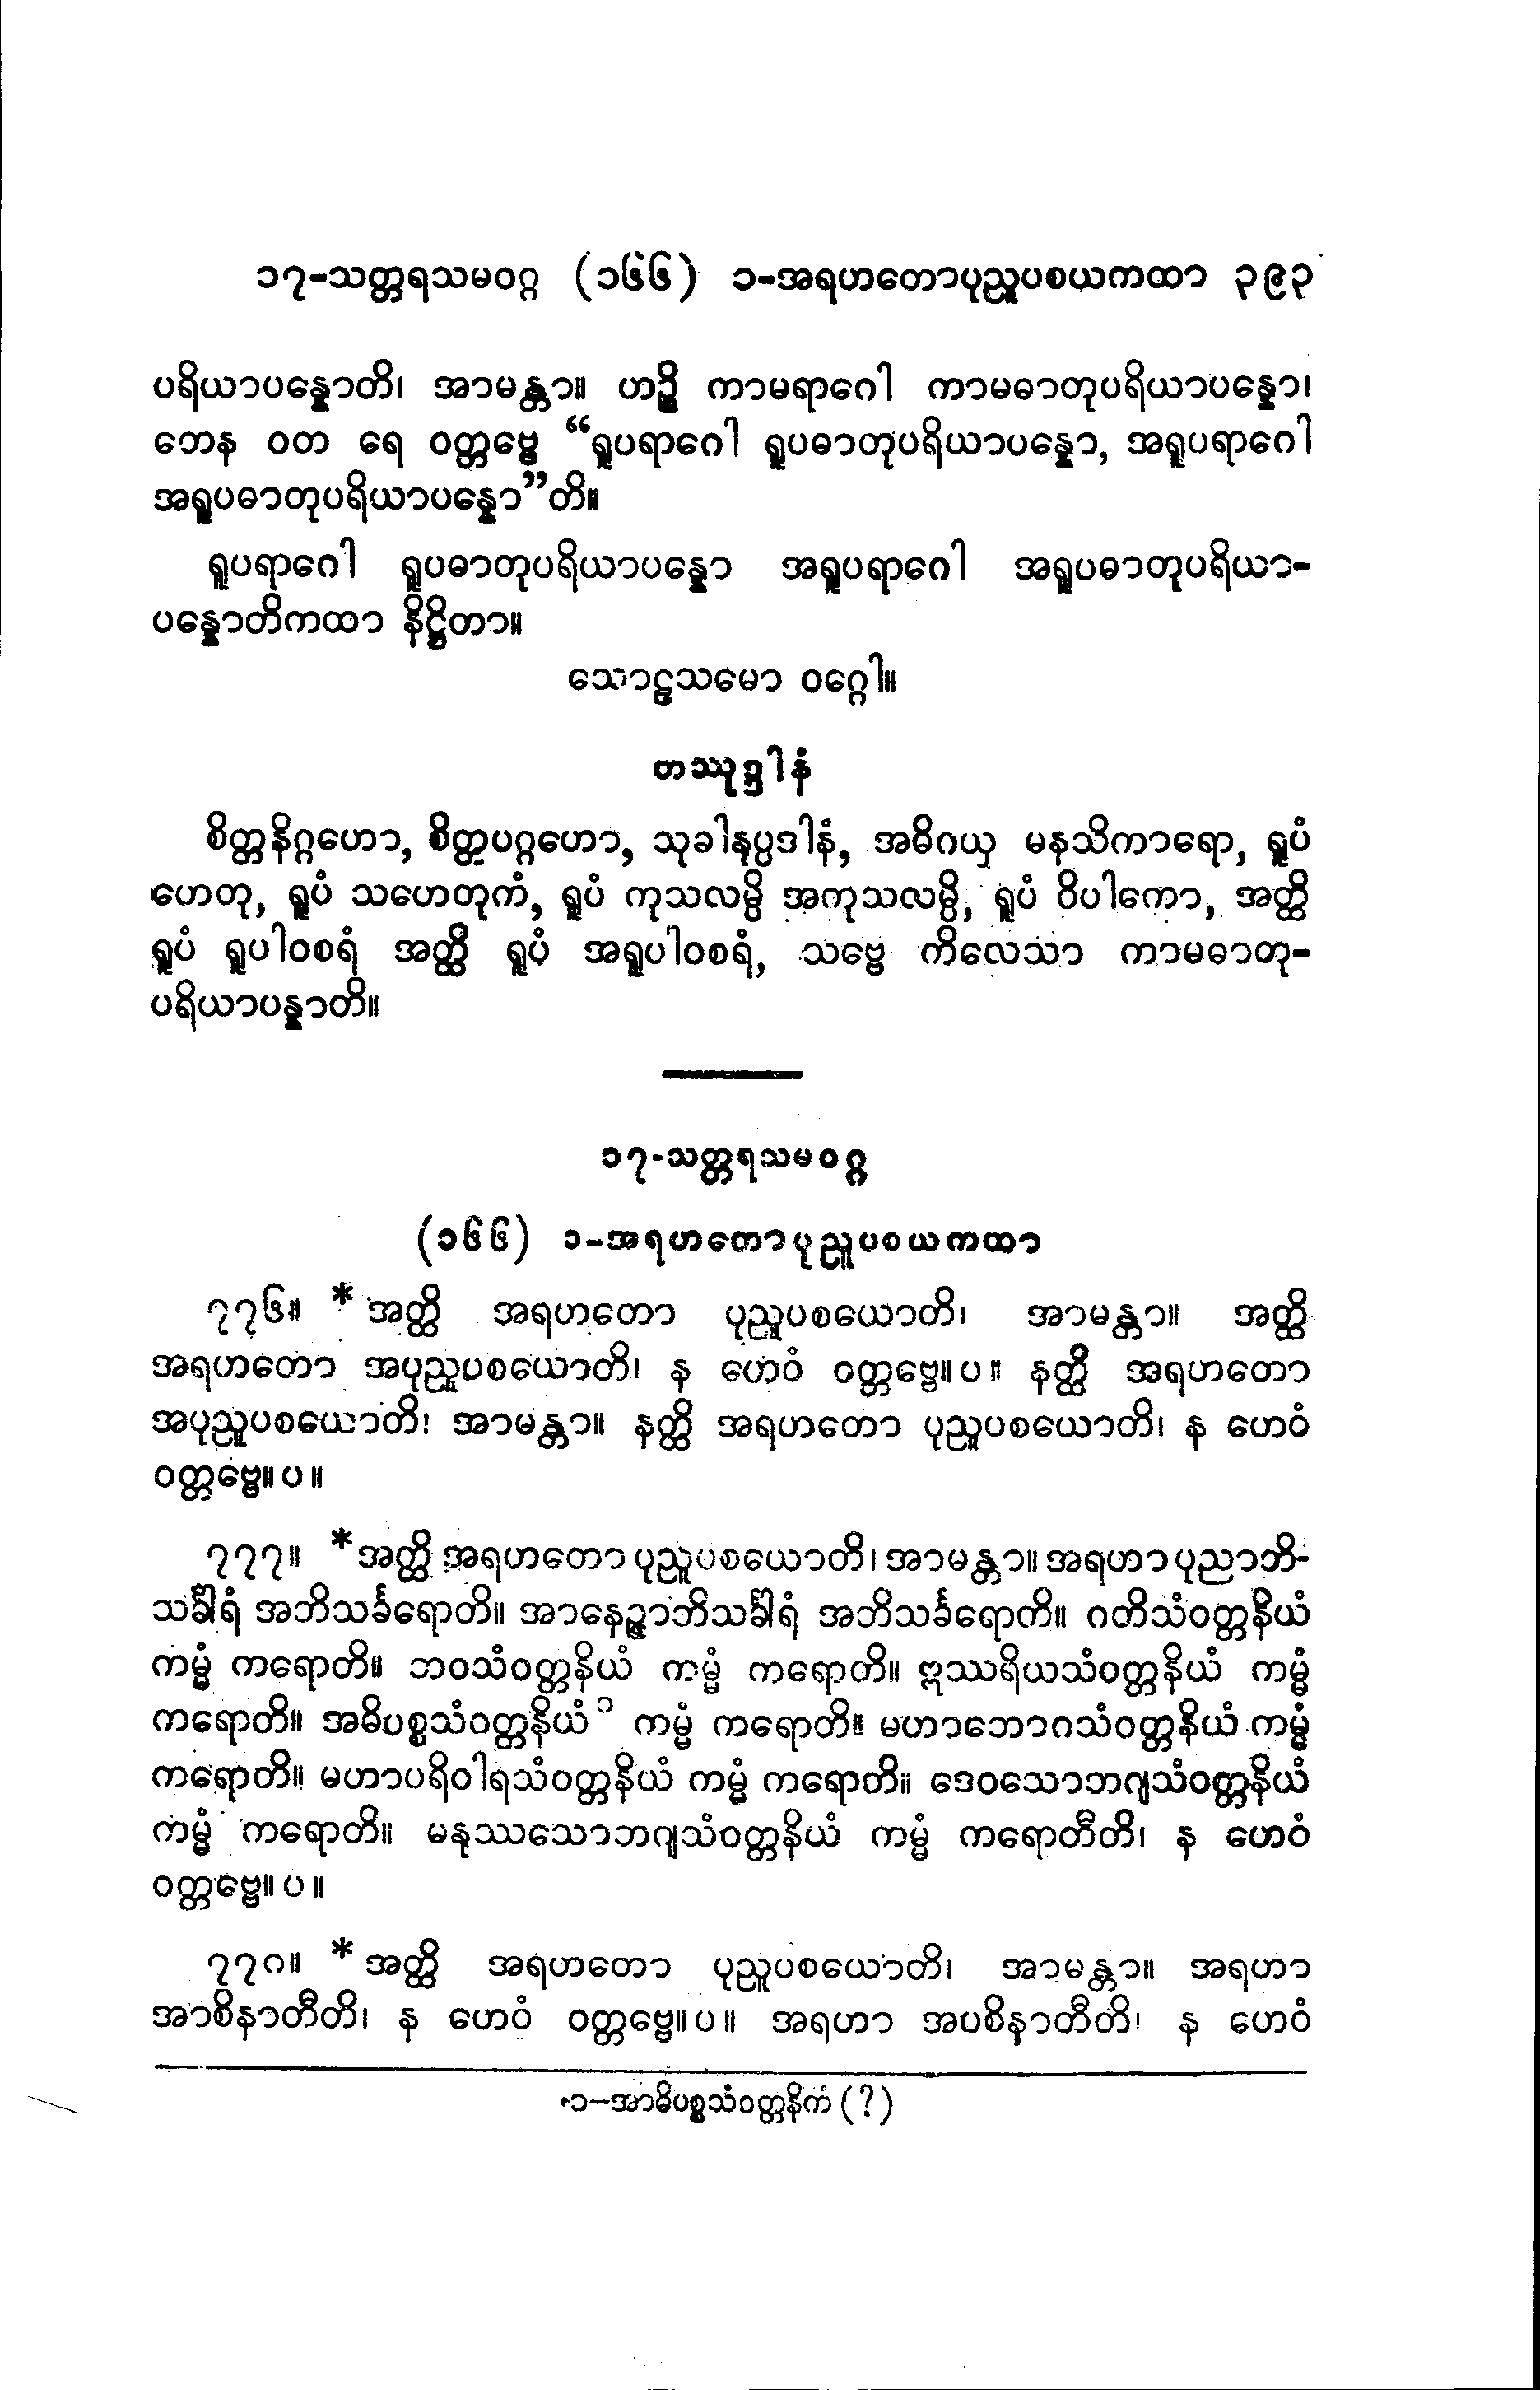 ၁၇-သတ္တရသမဝဂ္ဂ (၁၆၆) ၁-အရဟတောပုညူပစယကထာ ၃၉၃
ပရိယာပန္နောတိ၊ အာမန္တာ။ ဟဉ္စိ ကာမရာဂေါ ကာမဓာတုပရိယာပန္နော၊
တေန ဝတ ရေ ဝတ္တဗ္ဗေ “ရူပရာဂေါ ရူပဓာတုပရိယာပန္နော, အရူပရာဂေါ
အရူပဓာတုပရိယာပန္နော”တိ။
ရူပရာဂေါ ရူပဓာတုပရိယာပန္နော အရူပရာဂေါ အရူပဓာတုပရိယာ-
ပန္နောတိကထာ နိဋ္ဌိတာ။
သောဠသမော ဝဂ္ဂေါ။
တဿုဒ္ဒါနံ
စိတ္တနိဂ္ဂဟော, စိတ္တပဂ္ဂဟော, သုခါနုပ္ပဒါနံ, အဓိဂယှ မနသိကာရော, ရူပံ
ဟေတု, ရူပံ သဟေတုကံ, ရူပံ ကုသလမ္ပိ အကုသလမ္ပိ, ရူပံ ဝိပါကော, အတ္ထိ
ရူပံ ရူပါဝစရံ အတ္ထိ ရူပံ အရူပါဝစရံ, သဗ္ဗေ ကိလေသာ ကာမဓာတု-
ပရိယာပန္နာတိ။
၁၇-သတ္တရသမဝဂ္ဂ
(၁၆၆) ၁-အရဟတောပုညူပစယကထာ
၇၇၆။ * အတ္ထိ အရဟတော ပုညူပစယောတိ၊ အာမန္တာ။ အတ္ထိ
အရဟတော အပုညူပစယောတိ၊ န ဟေဝံ ဝတ္တဗ္ဗေ။ပ။ နတ္ထိ အရဟတော
အပုညူပစယောတိ၊ အာမန္တာ။ နတ္ထိ အရဟတော ပုညူပစယောတိ၊ န ဟေဝံ
ဝတ္တဗ္ဗေ။ပ။
၇၇၇။ *အတ္ထိ အရဟတော ပုညူပစယောတိ၊ အာမန္တာ။ အရဟာ ပုညာဘိ-
သင်္ခါရံ အဘိသင်္ခရောတိ။ အာနေဉ္ဇာဘိသင်္ခါရံ အဘိသင်္ခရောတိ။ ဂတိသံဝတ္တနိယံ
ကမ္မံ ကရောတိ။ ဘဝသံဝတ္တနိယံ ကမ္မံ ကရောတိ။ ဣဿရိယသံဝတ္တနိယံ ကမ္မံ
ကရောတိ။ အဓိပစ္စသံဝတ္တနိယံ၁ ကမ္မံ ကရောတိ။ မဟာဘောဂသံဝတ္တနိယံ ကမ္မံ
ကရောတိ။ မဟာပရိဝါရသံဝတ္တနိယံ ကမ္မံ ကရောတိ။ ဒေဝသောဘဂျသံဝတ္တနိယံ
ကမ္မံ ကရောတိ။ မနုဿသောဘဂျသံဝတ္တနိယံ ကမ္မံ ကရောတီတိ၊ န ဟေဝံ
ဝတ္တဗ္ဗေ။ပ။
၇၇၈။ * အတ္ထိ အရဟတော ပုညူပစယောတိ၊ အာမန္တာ။ အရဟာ
အာစိနာတီတိ၊ န ဟေဝံ ဝတ္တဗ္ဗေ။ပ။ အရဟာ အပစိနာတီတိ၊ န ဟေဝံ
၁−အာဓိပစ္စသံဝတ္တနိကံ (?)